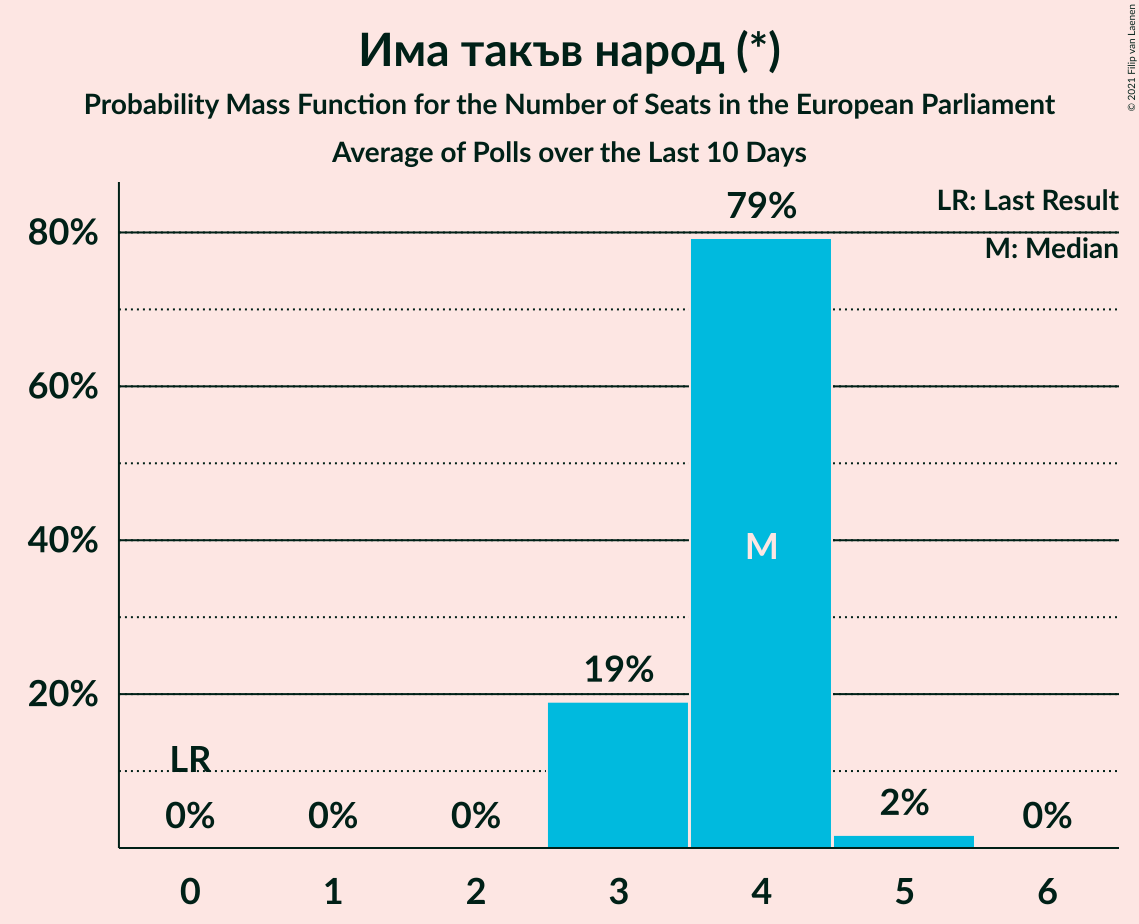 Има такъв народ (*)
Probability Mass Function for the Number of Seats in the European Parliament
Average of Polls over the Last 10 Days
© 2021 Filip van Laenen
LR: Last Result
M: Median
80%
60%
40%
20%
79%
M
19%
LR
0%
0%
0%
2%
0%
0 1 2 3 4 5 6